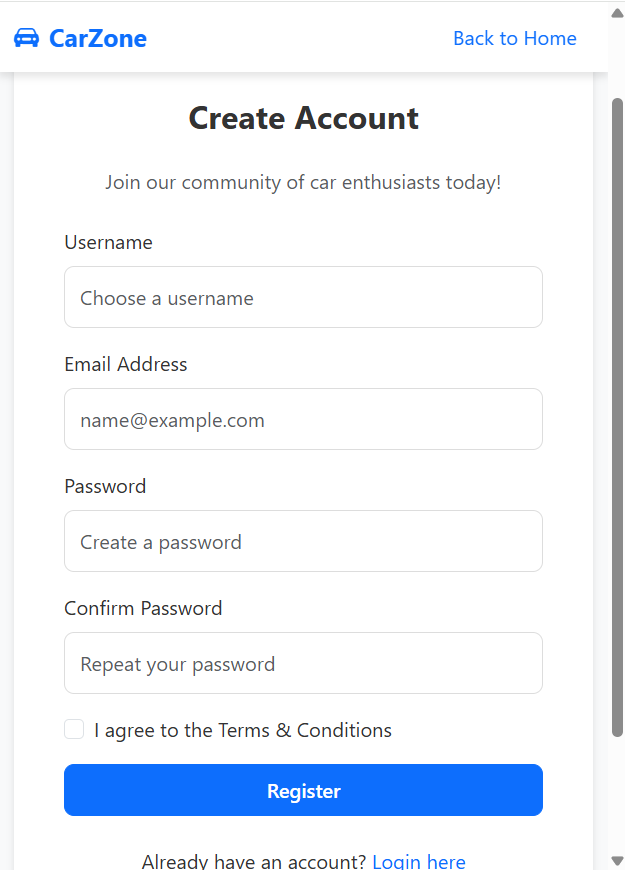 CarZone
Back to Home
Create Account
Join our community of car enthusiasts today!
Username
Choose a username
Email Address
name@example.com
Password
Create a password
Confirm Password
Repeat your password
I agree to the Terms & Conditions
Register
Already have an account? Login here